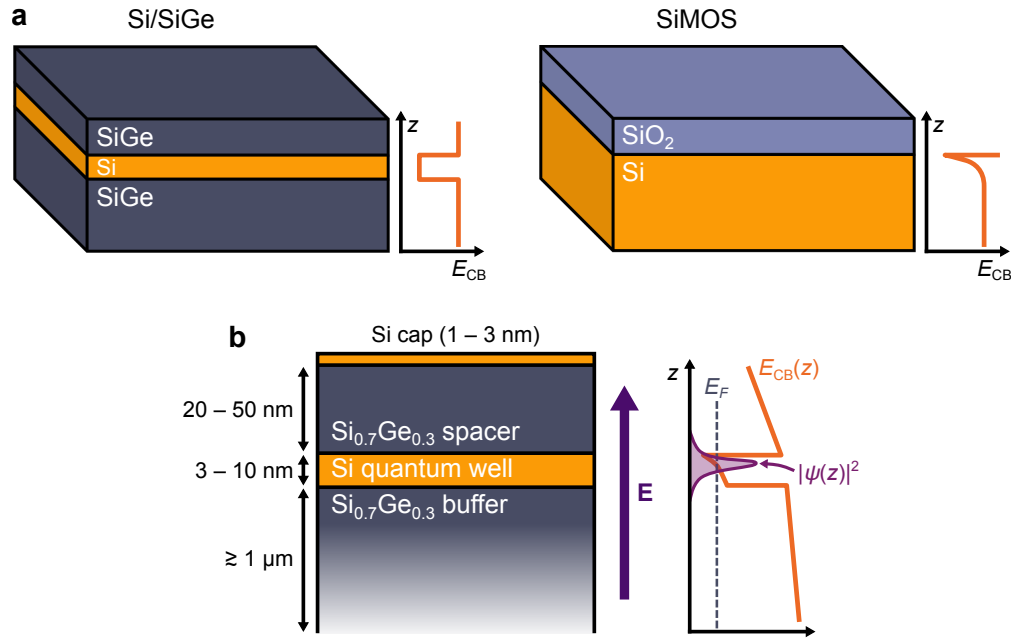 a
Si/SiGe
SiMOS
SiGe
Si
SiGe
z
E_CB
SiO₂
Si
z
E_CB
b
Si cap (1 – 3 nm)
20 – 50 nm
Si₀.₇Ge₀.₃ spacer
3 – 10 nm
Si quantum well
Si₀.₇Ge₀.₃ buffer
≳ 1 µm
E
z
E_F
E_CB(z)
|ψ(z)|²